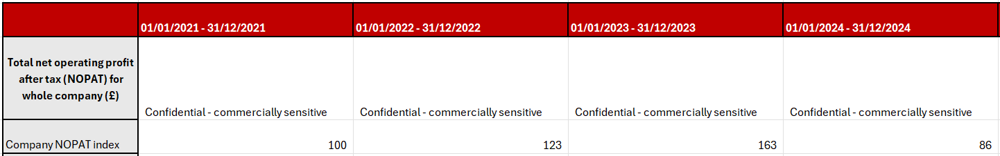 01/01/2021 - 31/12/2021 01/01/2022 - 31/12/2022 01/01/2023 - 31/12/2023 01/01/2024 - 31/12/2024
Total net operating profit
after tax (NOPAT) for
whole company (£)
Confidential - commercially sensitive Confidential - commercially sensitive Confidential - commercially sensitive Confidential - commercially sensitive
Company NOPAT index 100 123 163 86